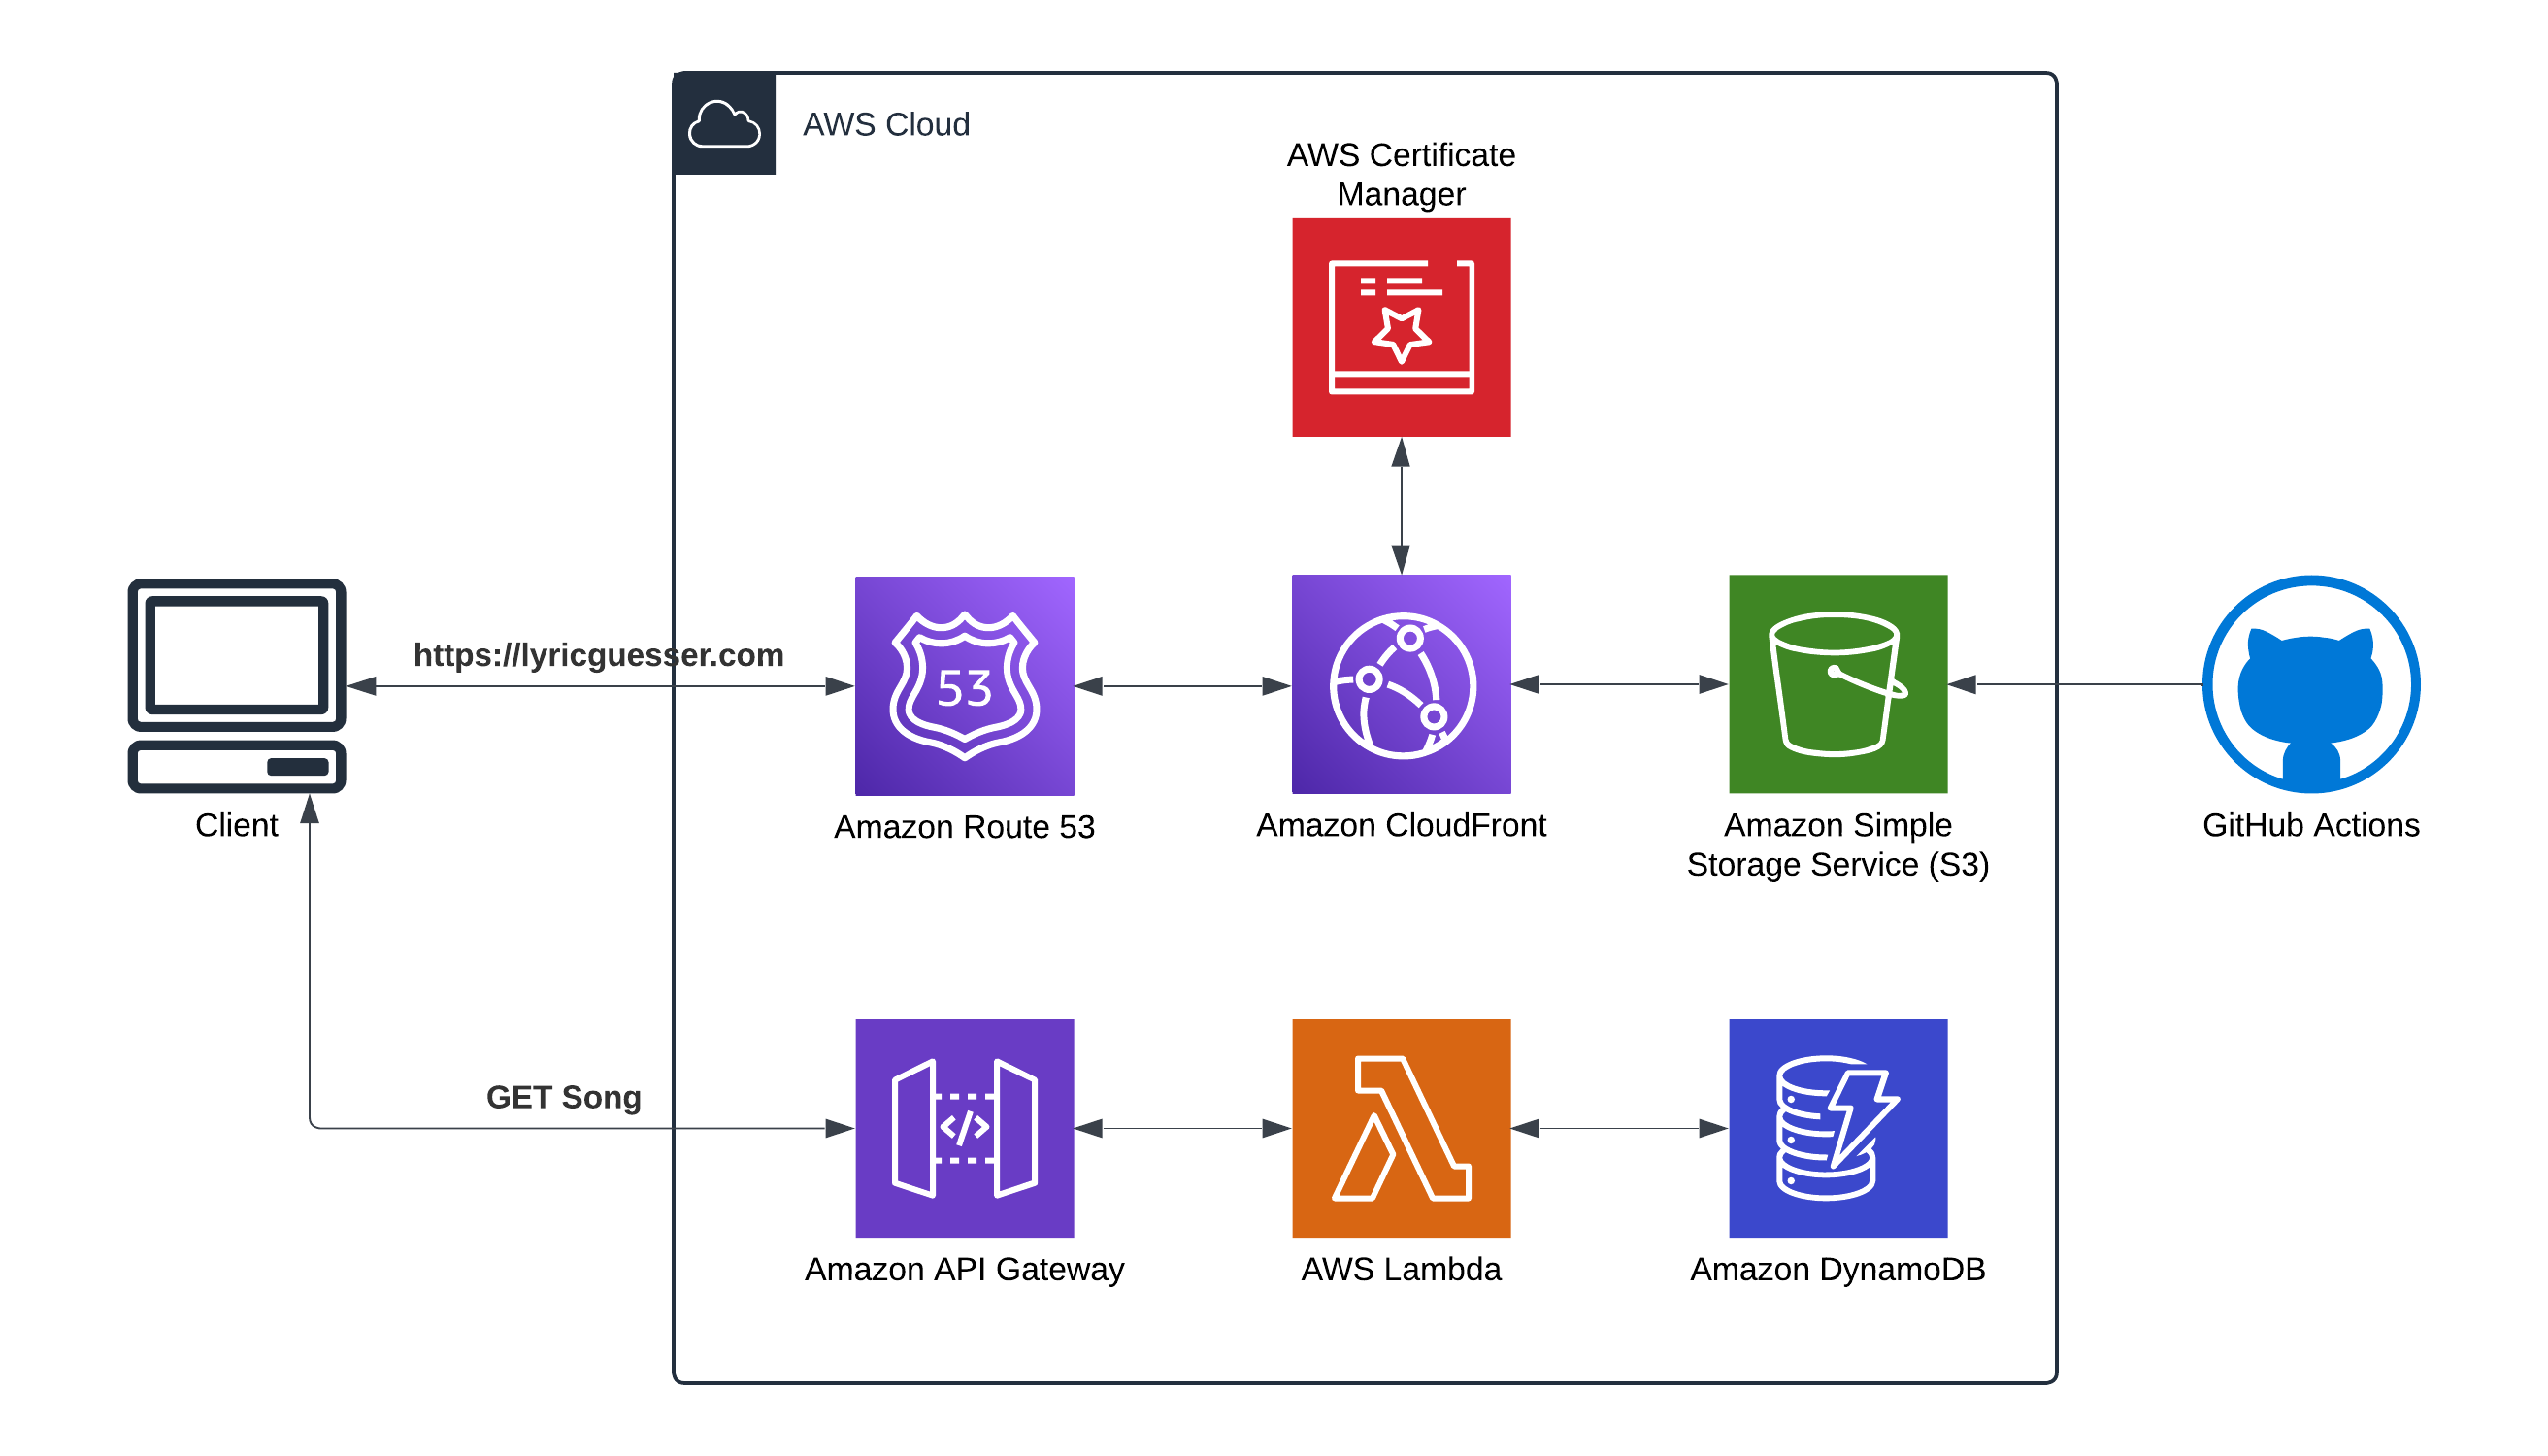 AWS Cloud
AWS Certificate
Manager
https://lyricguesser.com
53
Client
Amazon Route 53
Amazon CloudFront
Amazon Simple
Storage Service (S3)
GitHub Actions
GET Song
</>
Amazon API Gateway
AWS Lambda
Amazon DynamoDB